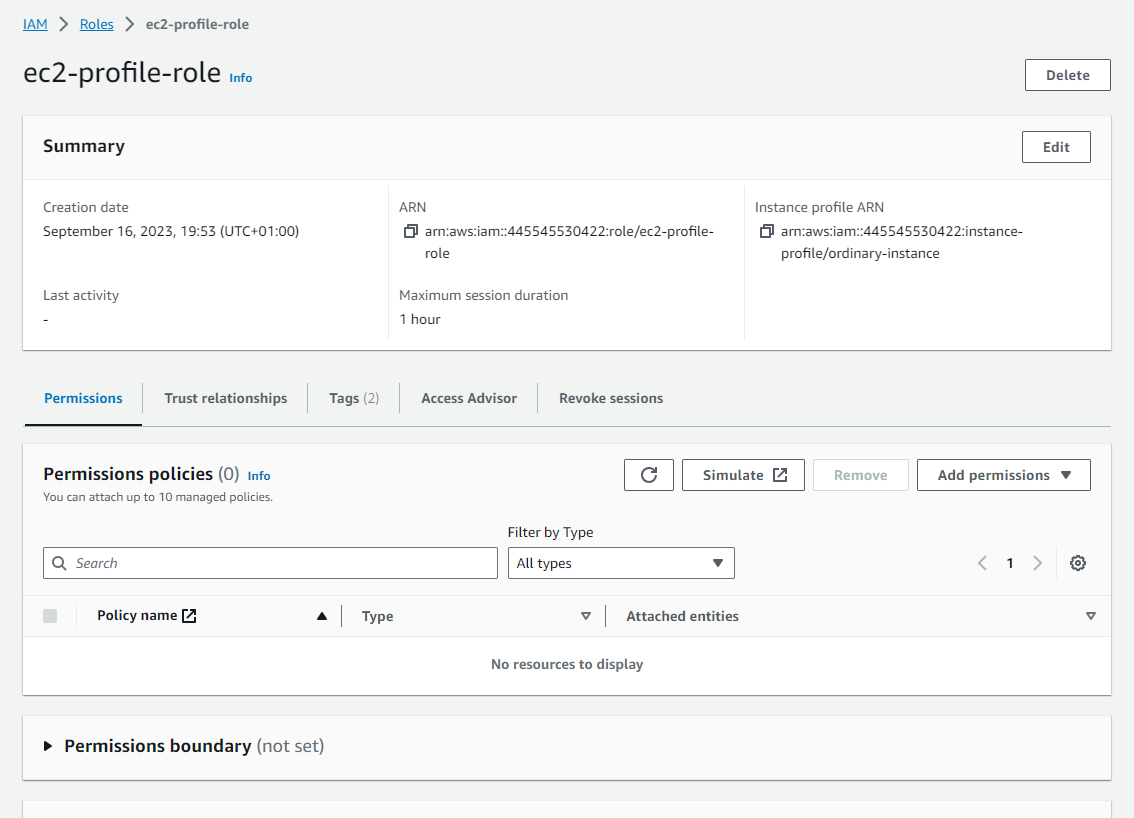 IAM > Roles > ec2-profile-role
ec2-profile-role Info
Delete
Summary
Edit
Creation date
September 16, 2023, 19:53 (UTC+01:00)
ARN
arn:aws:iam::445545530422:role/ec2-profile-
role
Instance profile ARN
arn:aws:iam::445545530422:instance-
profile/ordinary-instance
Last activity
-
Maximum session duration
1 hour
Permissions
Trust relationships
Tags (2)
Access Advisor
Revoke sessions
Permissions policies (0) Info
You can attach up to 10 managed policies.
Simulate
Remove
Add permissions
Filter by Type
Search
All types
1
Policy name
Type
Attached entities
No resources to display
Permissions boundary (not set)